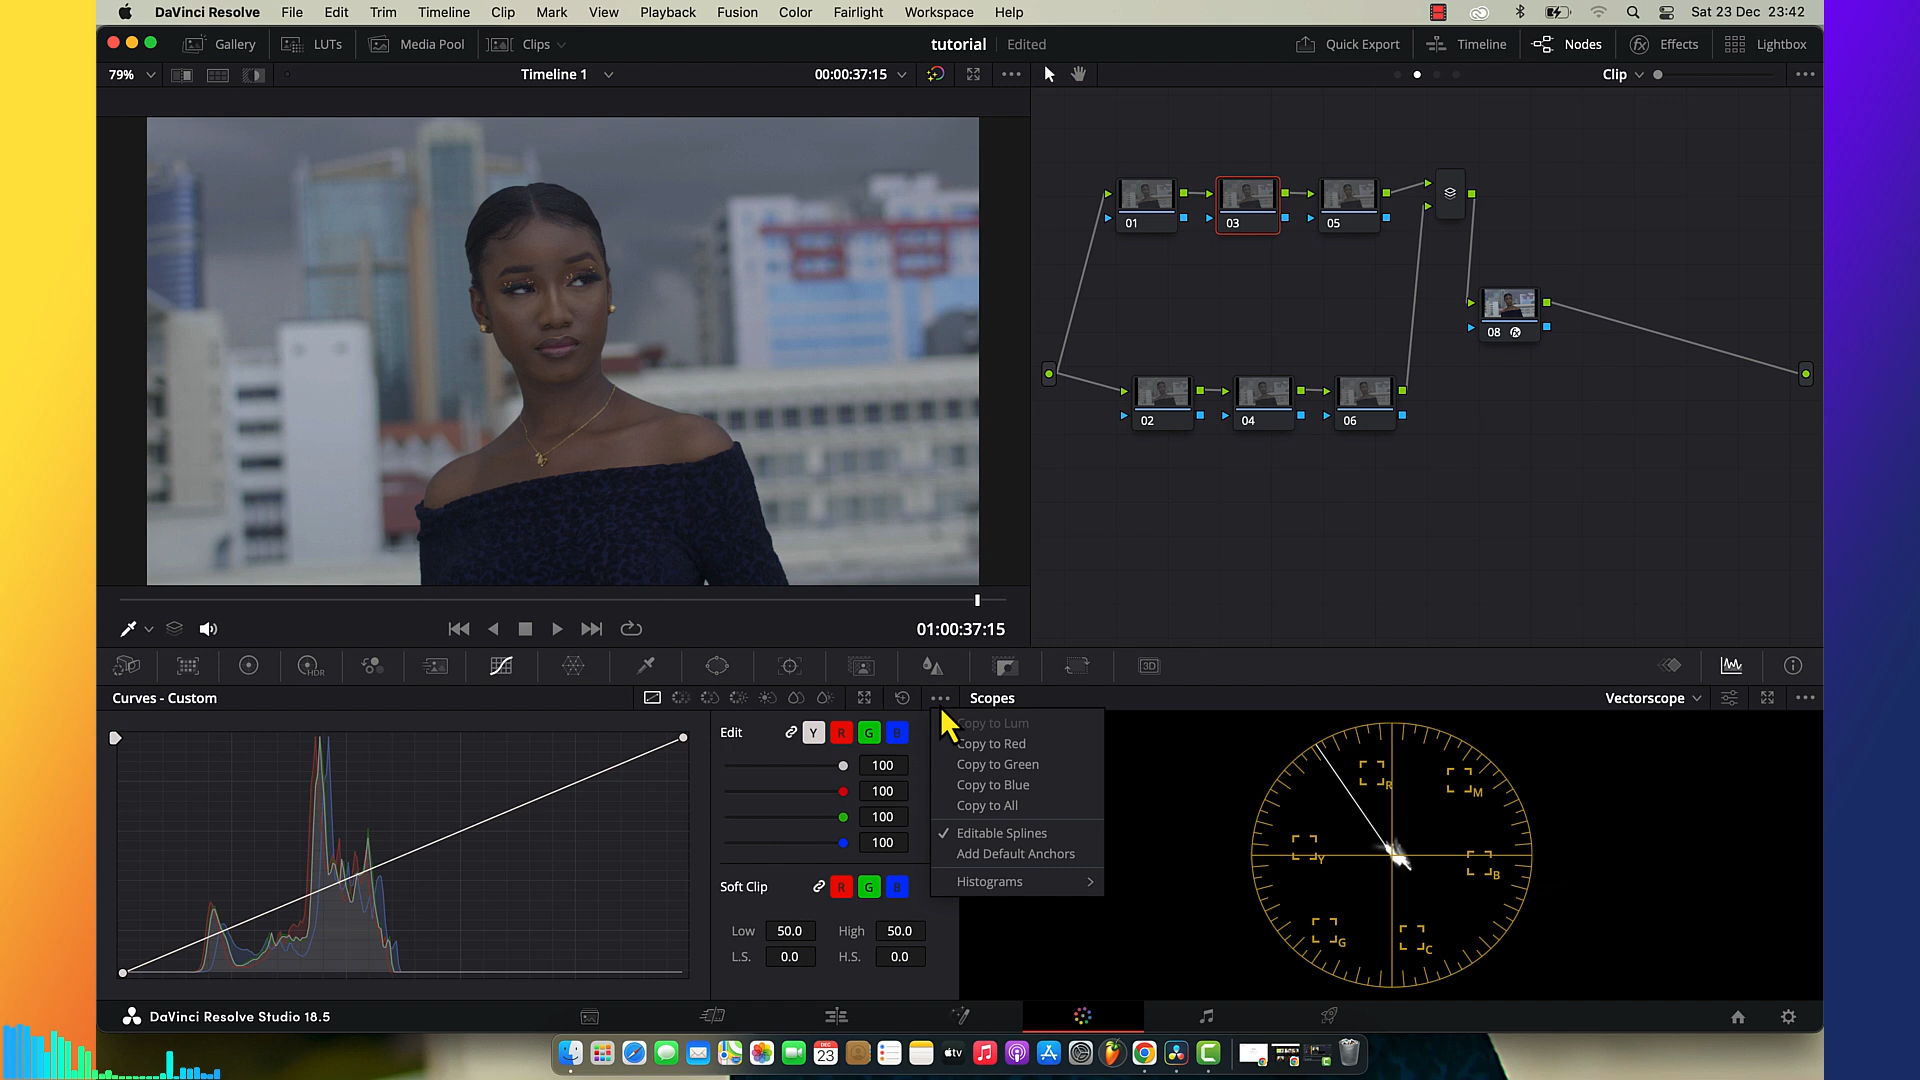 DaVinci Resolve File Edit Trim Timeline Clip Mark View Playback Fusion Color Fairlight Workspace Help Sat 23 Dec 23:42
Gallery LUTs Media Pool Clips tutorial Edited Quick Export Timeline Nodes Effects Lightbox
79% Timeline 1 00:00:37:15 Clip
01 03 05
08
02 04 06
01:00:37:15
HDR 3D
Curves - Custom Scopes Vectorscope
Edit Y R G B
100
100
100
100
Soft Clip R G B
Low 50.0 High 50.0
L.S. 0.0 H.S. 0.0
Copy to Lum
Copy to Red
Copy to Green
Copy to Blue
Copy to All
Editable Splines
Add Default Anchors
Histograms
R M
Y B
G C
DaVinci Resolve Studio 18.5
DEC
23
tv